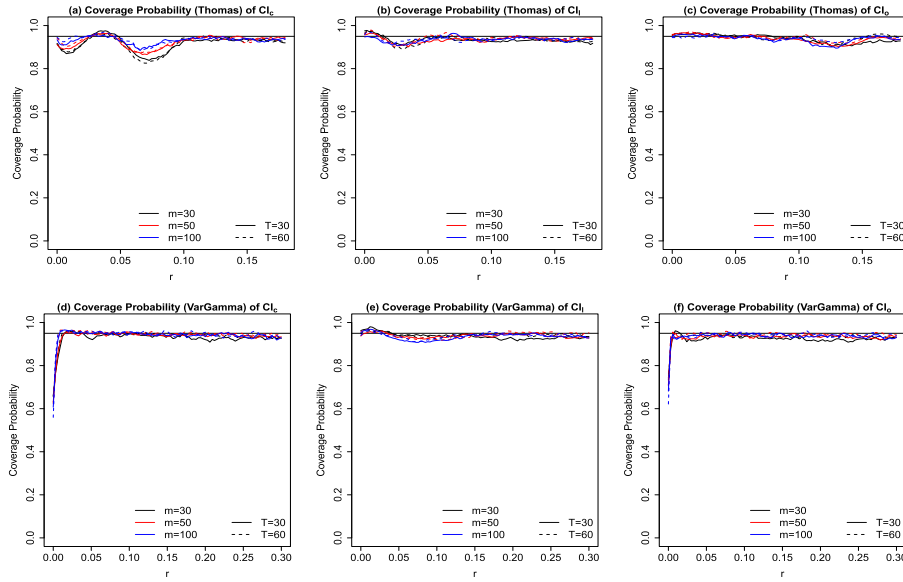 (a) Coverage Probability (Thomas) of CIc
Coverage Probability
0.0 0.2 0.4 0.6 0.8 1.0
m=30
m=50 T=30
m=100 T=60
0.00 0.05 0.10 0.15
r
(b) Coverage Probability (Thomas) of CIl
Coverage Probability
0.0 0.2 0.4 0.6 0.8 1.0
m=30
m=50 T=30
m=100 T=60
0.00 0.05 0.10 0.15
r
(c) Coverage Probability (Thomas) of CIo
Coverage Probability
0.0 0.2 0.4 0.6 0.8 1.0
m=30
m=50 T=30
m=100 T=60
0.00 0.05 0.10 0.15
r
(d) Coverage Probability (VarGamma) of CIc
Coverage Probability
0.0 0.2 0.4 0.6 0.8 1.0
m=30
m=50 T=30
m=100 T=60
0.00 0.05 0.10 0.15 0.20 0.25 0.30
r
(e) Coverage Probability (VarGamma) of CIl
Coverage Probability
0.0 0.2 0.4 0.6 0.8 1.0
m=30
m=50 T=30
m=100 T=60
0.00 0.05 0.10 0.15 0.20 0.25 0.30
r
(f) Coverage Probability (VarGamma) of CIo
Coverage Probability
0.0 0.2 0.4 0.6 0.8 1.0
m=30
m=50 T=30
m=100 T=60
0.00 0.05 0.10 0.15 0.20 0.25 0.30
r